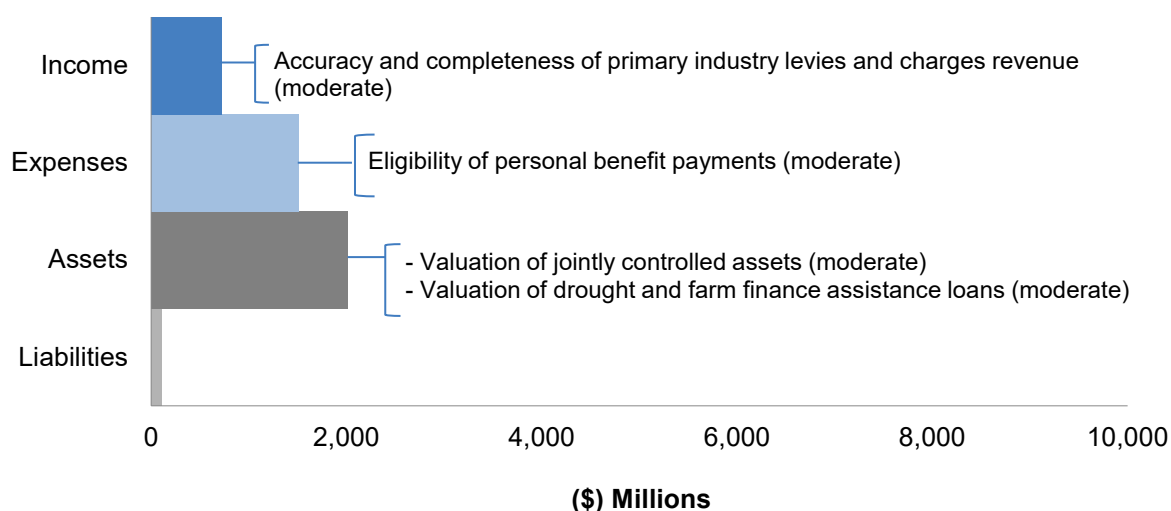 Income
Accuracy and completeness of primary industry levies and charges revenue
(moderate)
Expenses
Eligibility of personal benefit payments (moderate)
Assets
- Valuation of jointly controlled assets (moderate)
- Valuation of drought and farm finance assistance loans (moderate)
Liabilities
0 2,000 4,000 6,000 8,000 10,000
($) Millions